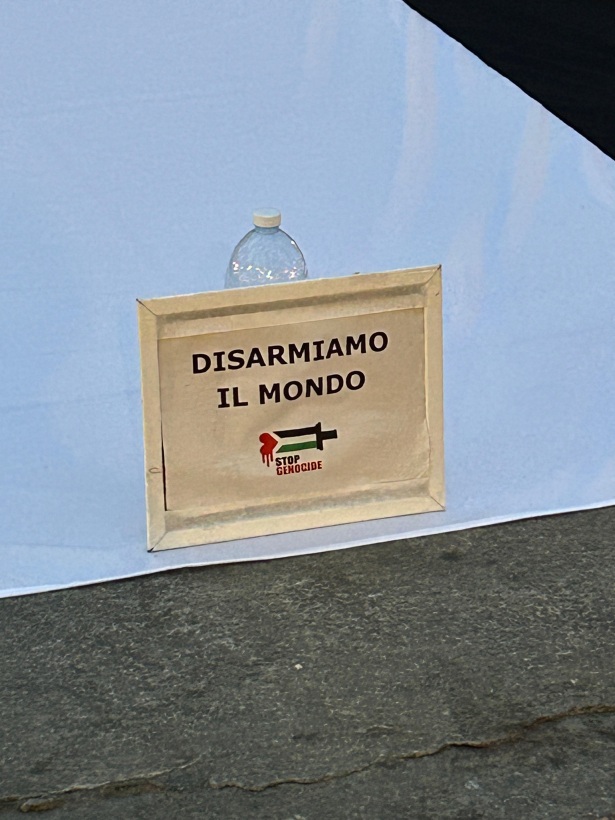 DISARMIAMO
IL MONDO
STOP
GENOCIDE